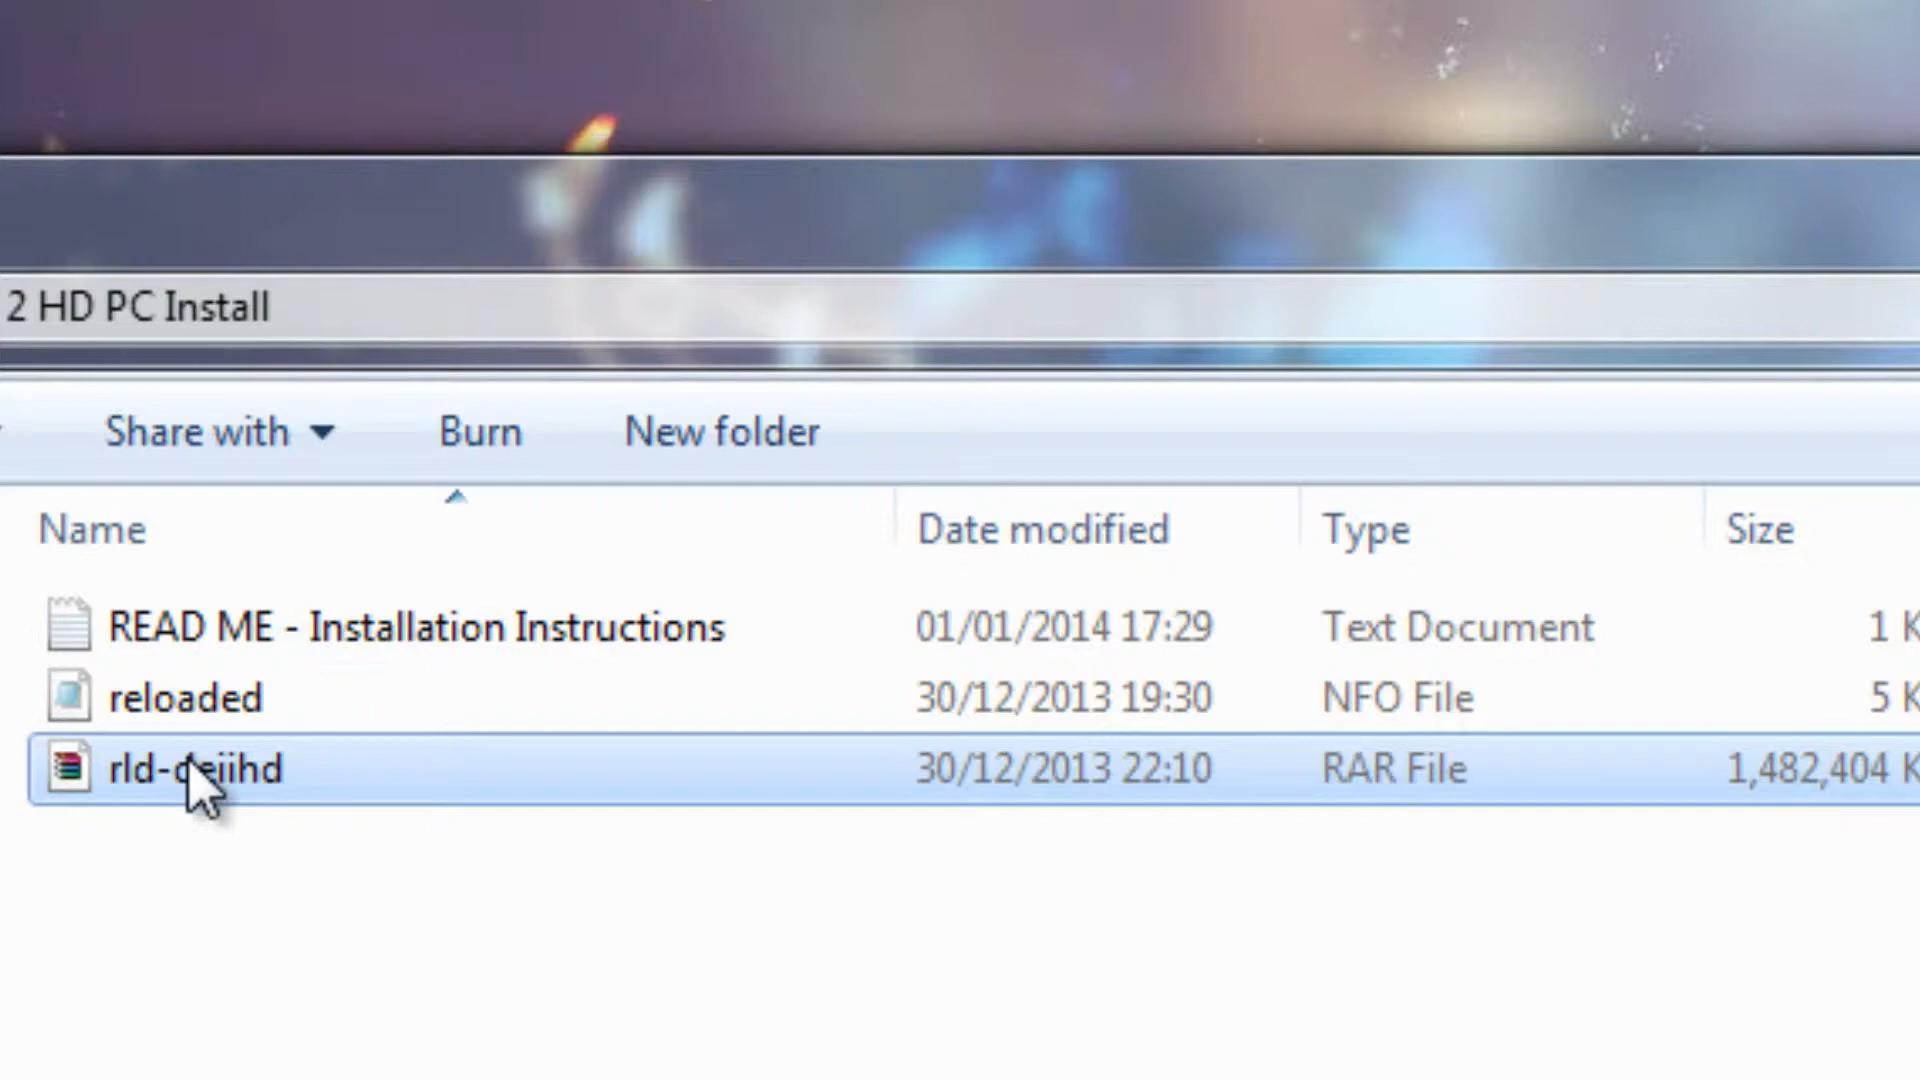 2 HD PC Install
Share with Burn New folder
Name Date modified Type Size
READ ME - Installation Instructions 01/01/2014 17:29 Text Document 1 K
reloaded 30/12/2013 19:30 NFO File 5 K
30/12/2013 22:10 RAR File 1,482,404 K